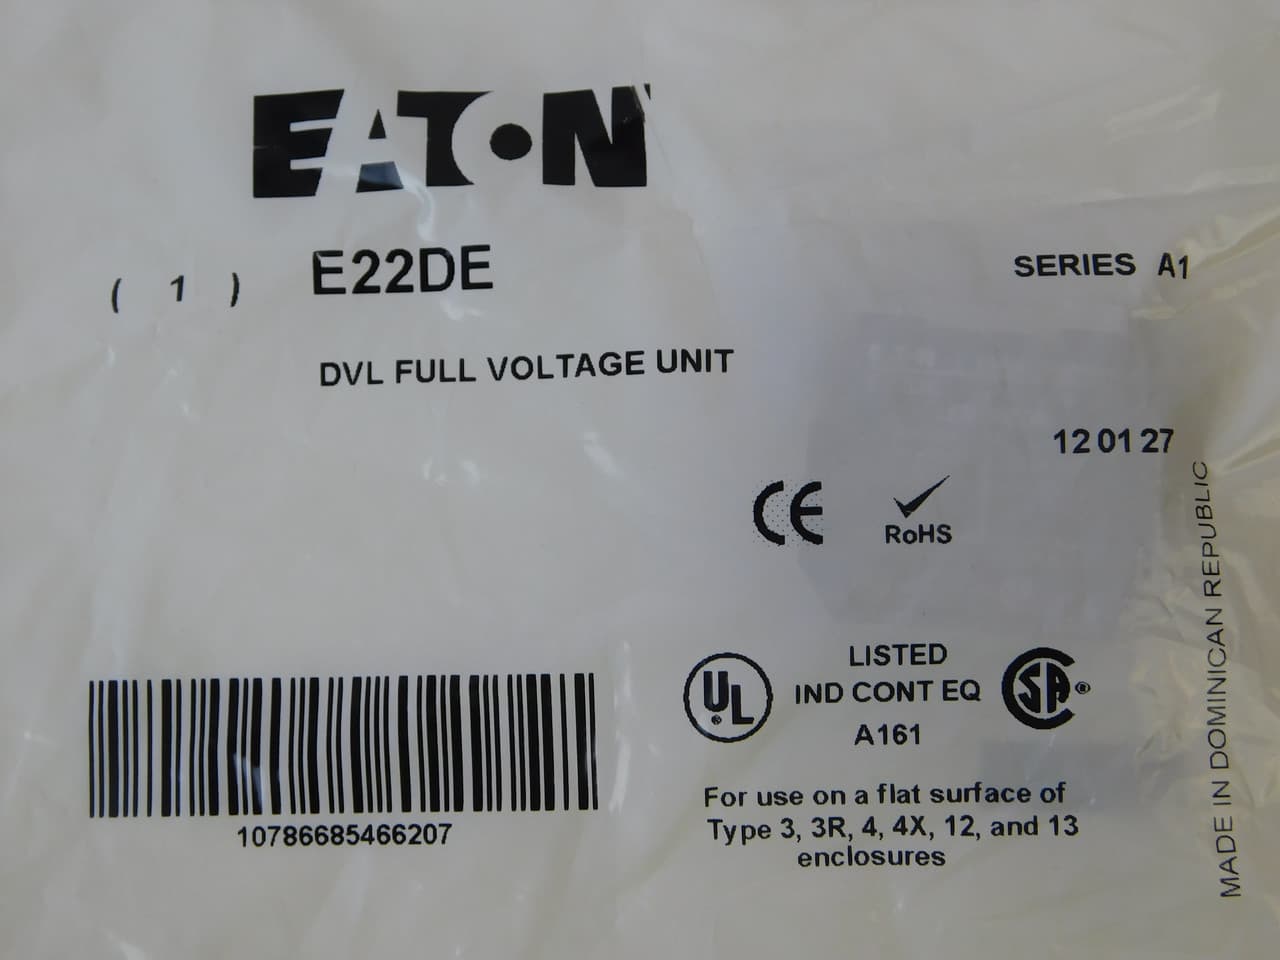 EATON
( 1 ) E22DE
SERIES A1
DVL FULL VOLTAGE UNIT
12 01 27
CE
RoHS
UL ®
LISTED
IND CONT EQ
A161
SA ®
For use on a flat surface of
Type 3, 3R, 4, 4X, 12, and 13
enclosures
10786685466207
MADE IN DOMINICAN REPUBLIC